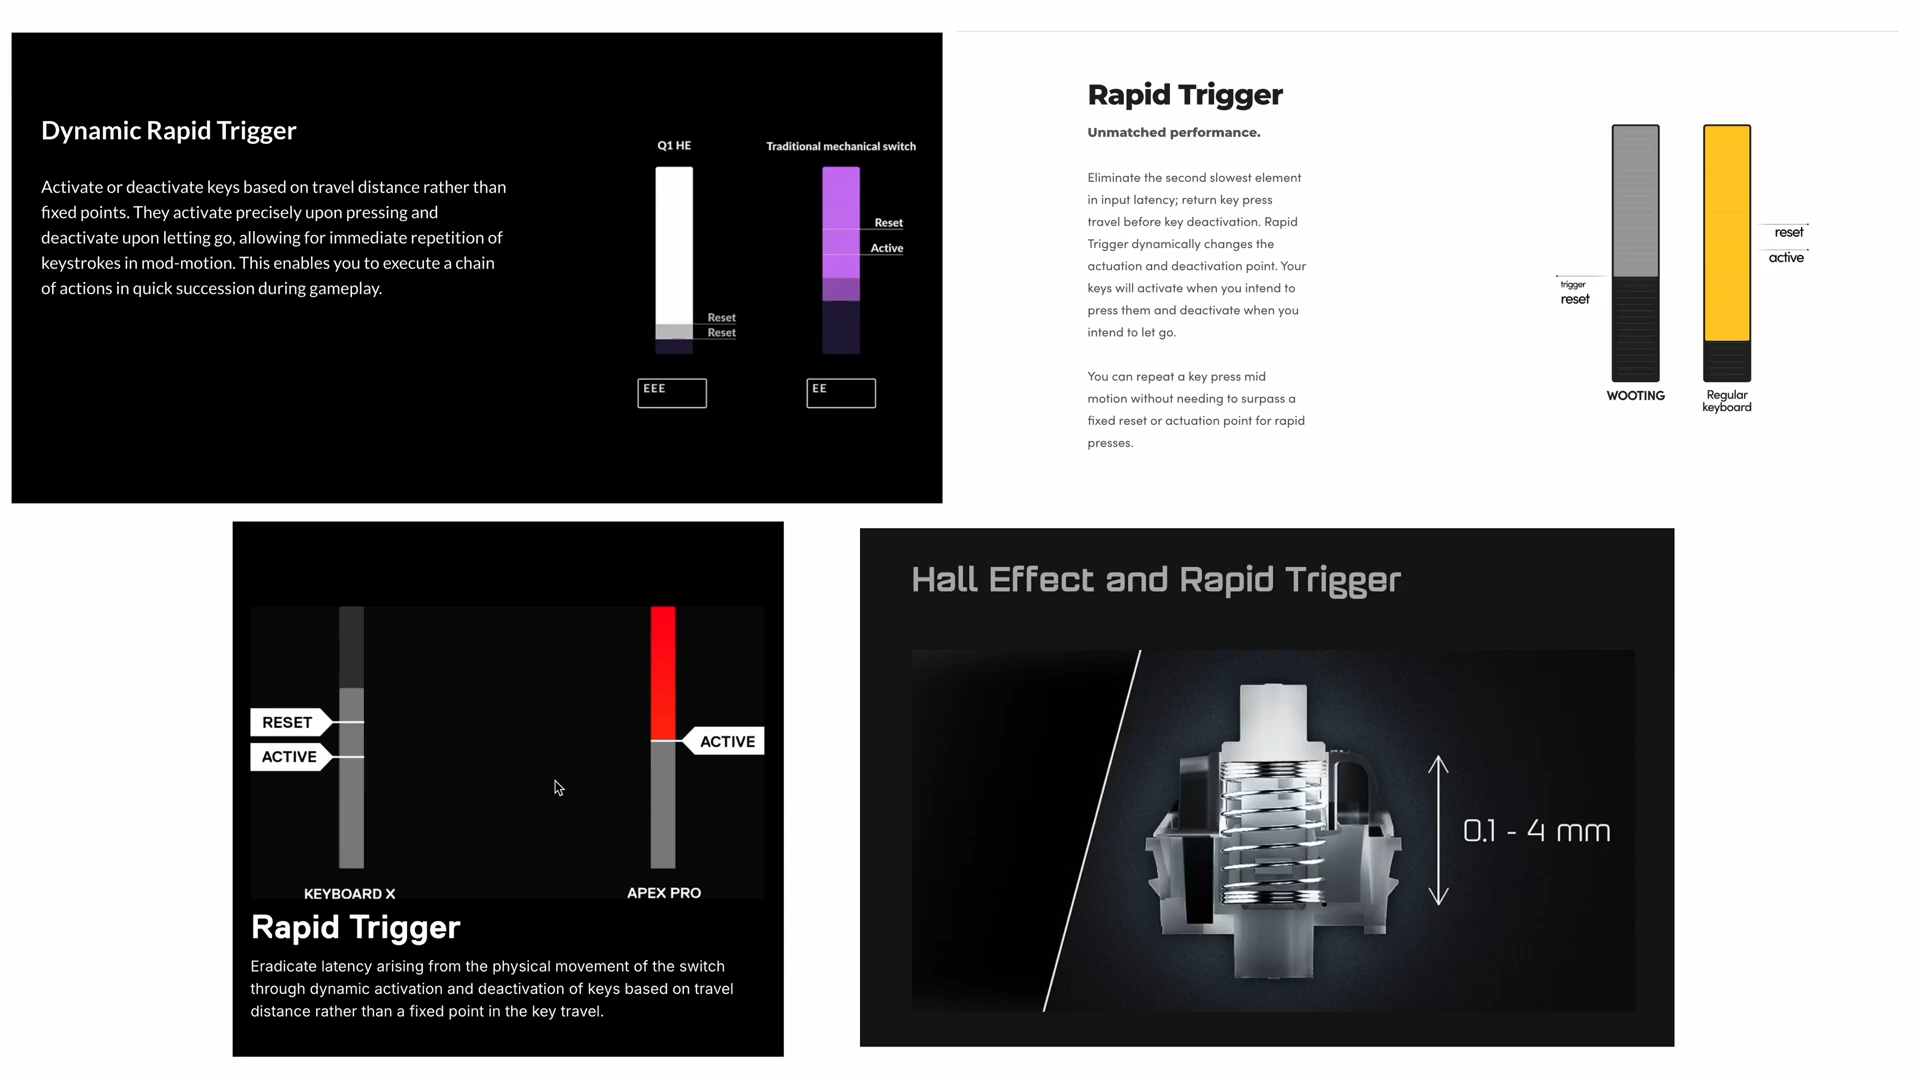 Dynamic Rapid Trigger
Activate or deactivate keys based on travel distance rather than
fixed points. They activate precisely upon pressing and
deactivate upon letting go, allowing for immediate repetition of
keystrokes in mod-motion. This enables you to execute a chain
of actions in quick succession during gameplay.
Q1 HE
Traditional mechanical switch
Reset
Active
Reset
Reset
EEE
EE
Rapid Trigger
Unmatched performance.
Eliminate the second slowest element
in input latency; return key press
travel before key deactivation. Rapid
Trigger dynamically changes the
actuation and deactivation point. Your
keys will activate when you intend to
press them and deactivate when you
intend to let go.
You can repeat a key press mid
motion without needing to surpass a
fixed reset or actuation point for rapid
presses.
reset
active
trigger
reset
WOOTING
Regular
keyboard
RESET
ACTIVE
ACTIVE
KEYBOARD X
APEX PRO
Rapid Trigger
Eradicate latency arising from the physical movement of the switch
through dynamic activation and deactivation of keys based on travel
distance rather than a fixed point in the key travel.
Hall Effect and Rapid Trigger
0.1 - 4 mm